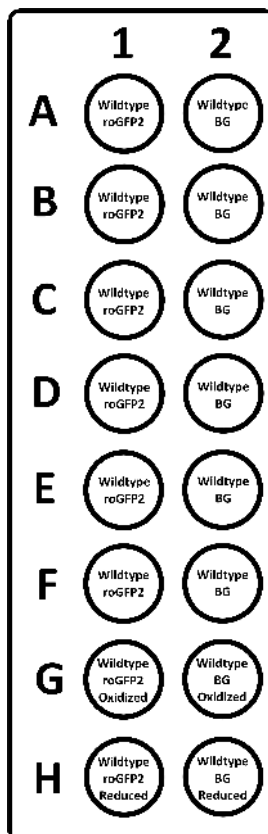 1 2
A Wildtype roGFP2 Wildtype BG
B Wildtype roGFP2 Wildtype BG
C Wildtype roGFP2 Wildtype BG
D Wildtype roGFP2 Wildtype BG
E Wildtype roGFP2 Wildtype BG
F Wildtype roGFP2 Wildtype BG
G Wildtype roGFP2 Oxidized Wildtype BG Oxidized
H Wildtype roGFP2 Reduced Wildtype BG Reduced